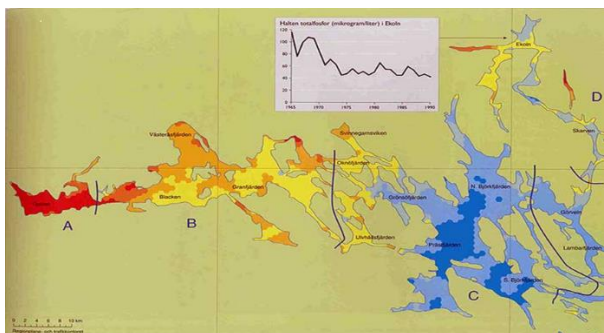 Halten totalfosfor (mikrogram/liter) i Ekoln
120
100
80
60
40
20
0
1965
1970
1975
1980
1985
1990
Ekoln
D
Skarven
Västeråsfjärden
Svinnegarnsviken
Oknöfjärden
Blacken
Granfjärden
Grönsöfjärden
N. Björkfjärden
Görväln
A
B
Ulvhällsfjärden
Prästfjärden
Lambarfjärden
S. Björkfjärden
C
0 2 4 6 8 10 km